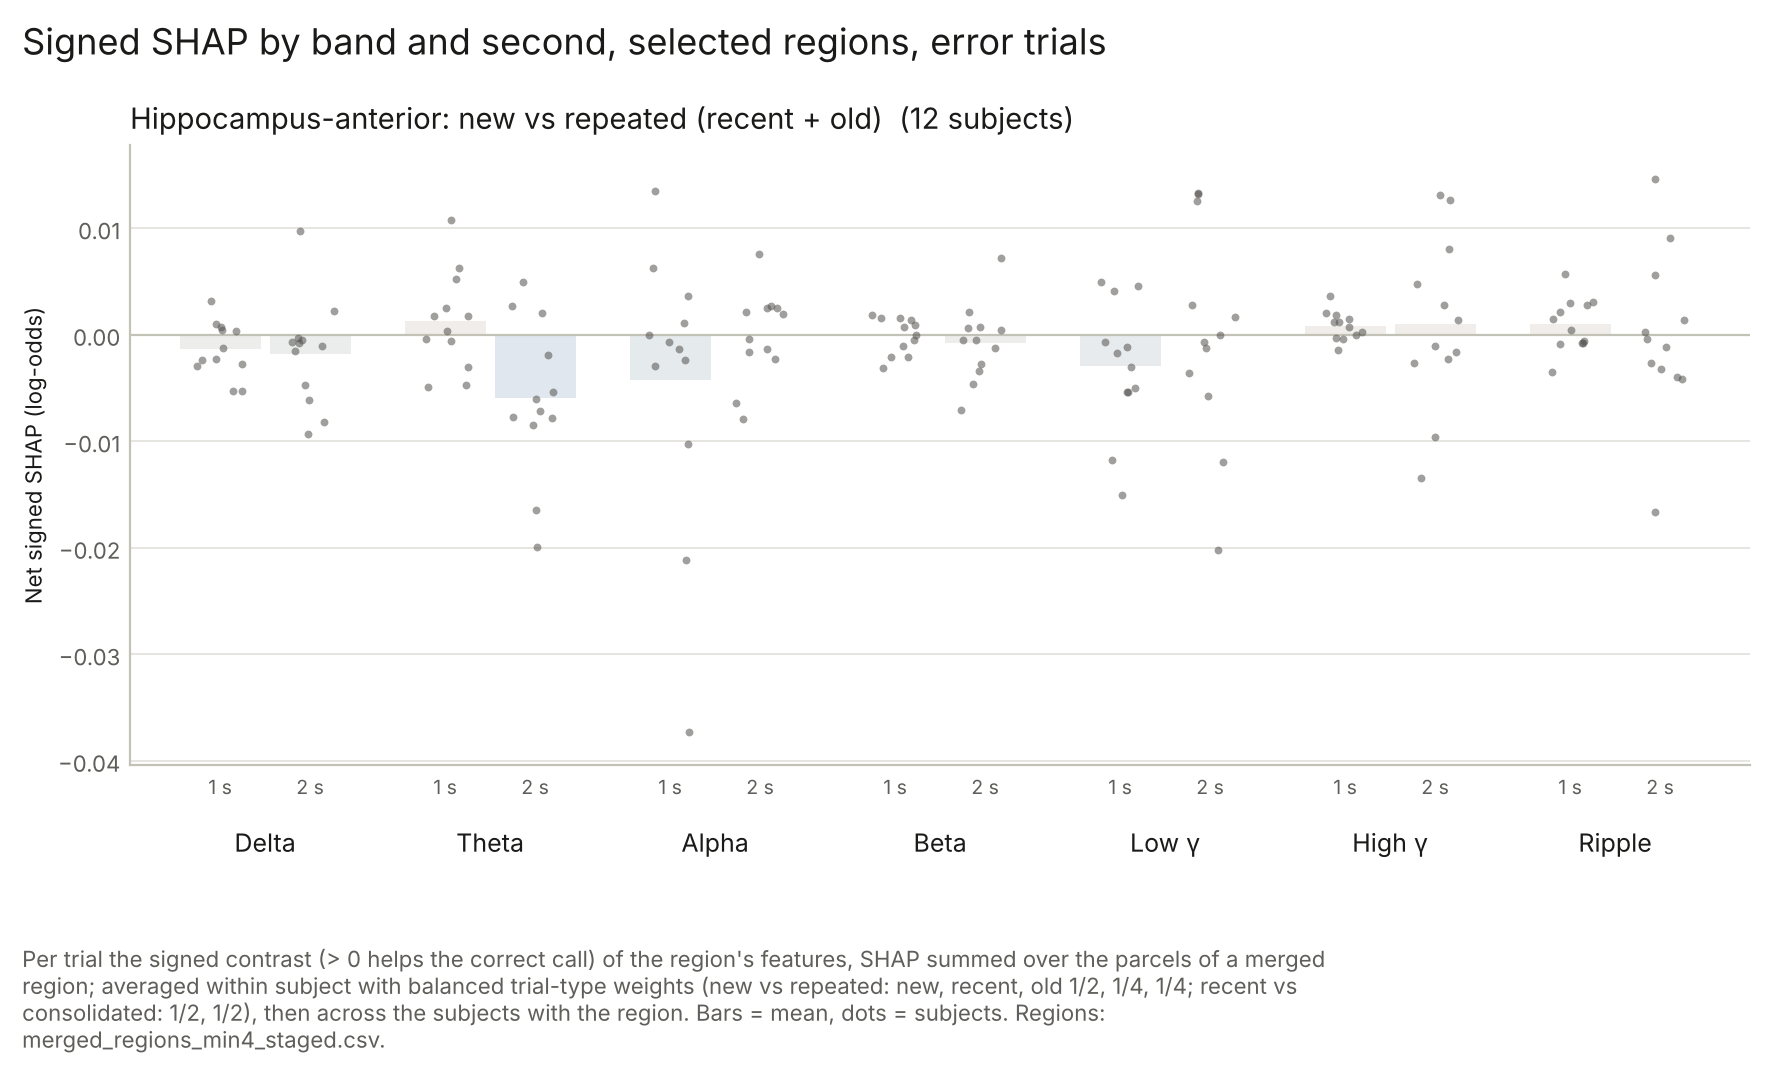 Signed SHAP by band and second, selected regions, error trials
Hippocampus-anterior: new vs repeated (recent + old)  (12 subjects)
Net signed SHAP (log-odds)
0.01
0.00
−0.01
−0.02
−0.03
−0.04
1 s 2 s 1 s 2 s 1 s 2 s 1 s 2 s 1 s 2 s 1 s 2 s 1 s 2 s
Delta Theta Alpha Beta Low γ High γ Ripple
Per trial the signed contrast (> 0 helps the correct call) of the region's features, SHAP summed over the parcels of a merged
region; averaged within subject with balanced trial-type weights (new vs repeated: new, recent, old 1/2, 1/4, 1/4; recent vs
consolidated: 1/2, 1/2), then across the subjects with the region. Bars = mean, dots = subjects. Regions:
merged_regions_min4_staged.csv.